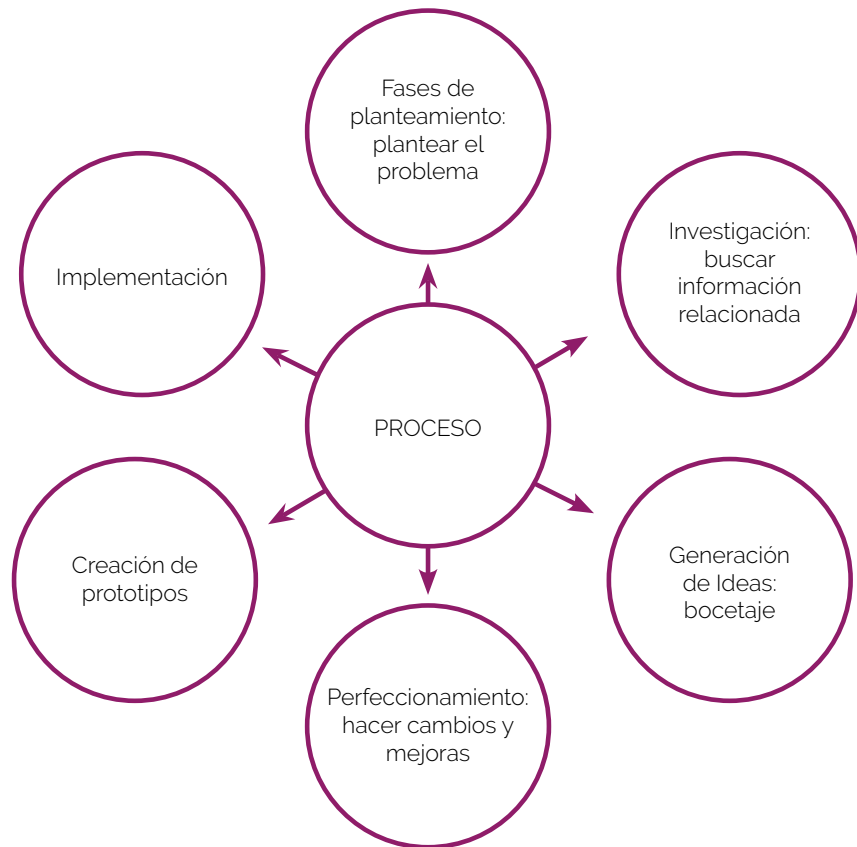 Fases de
planteamiento:
plantear el
problema
Investigación:
buscar
información
relacionada
Generación
de Ideas:
bocetaje
Perfeccionamiento:
hacer cambios y
mejoras
Creación de
prototipos
Implementación
PROCESO